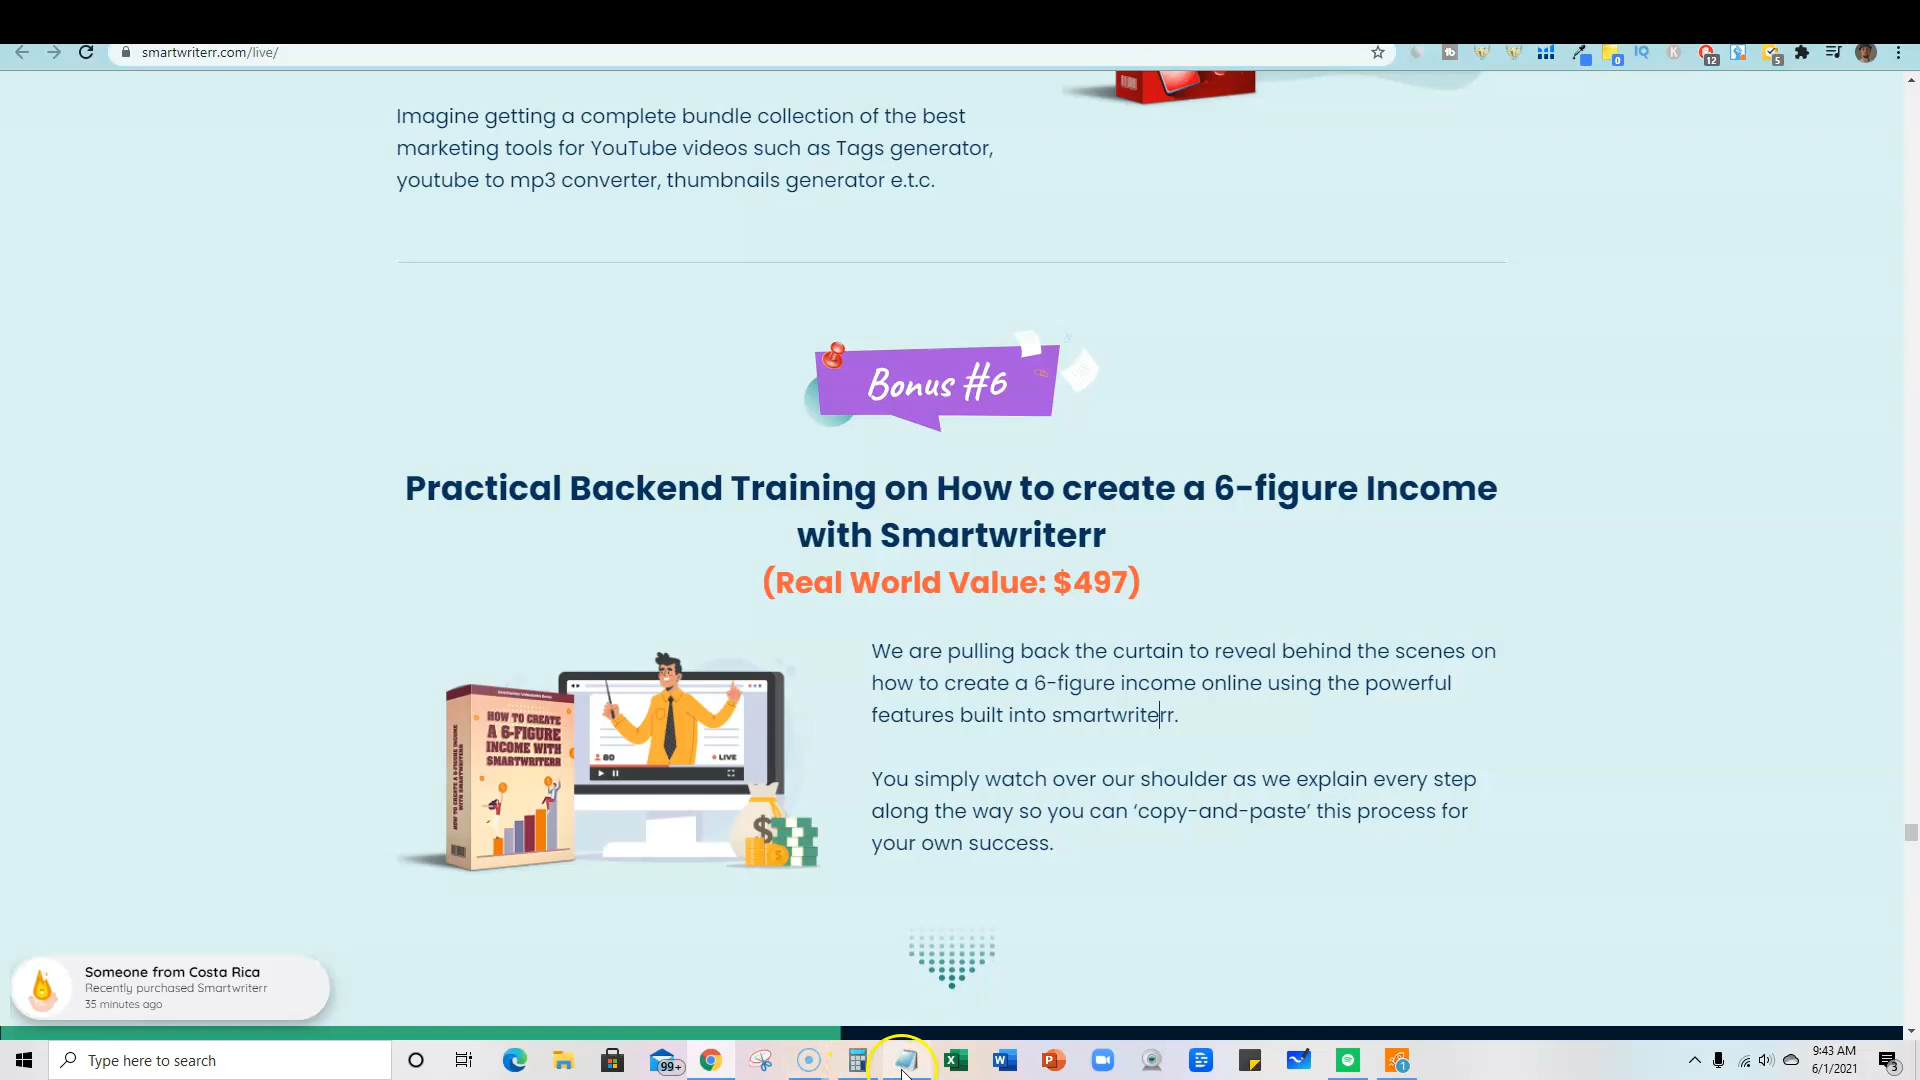 smartwriterr.com/live/
Imagine getting a complete bundle collection of the best
marketing tools for YouTube videos such as Tags generator,
youtube to mp3 converter, thumbnails generator e.t.c.
Bonus #6
Practical Backend Training on How to create a 6-figure Income
with Smartwriterr
(Real World Value: $497)
We are pulling back the curtain to reveal behind the scenes on
how to create a 6-figure income online using the powerful
features built into smartwriterr.
HOW TO CREATE
A 6-FIGURE
INCOME WITH
SMARTWRITERR
80
LIVE
You simply watch over our shoulder as we explain every step
along the way so you can ‘copy-and-paste’ this process for
your own success.
Someone from Costa Rica
Recently purchased Smartwriterr
35 minutes ago
Type here to search
99+
9:43 AM
6/1/2021